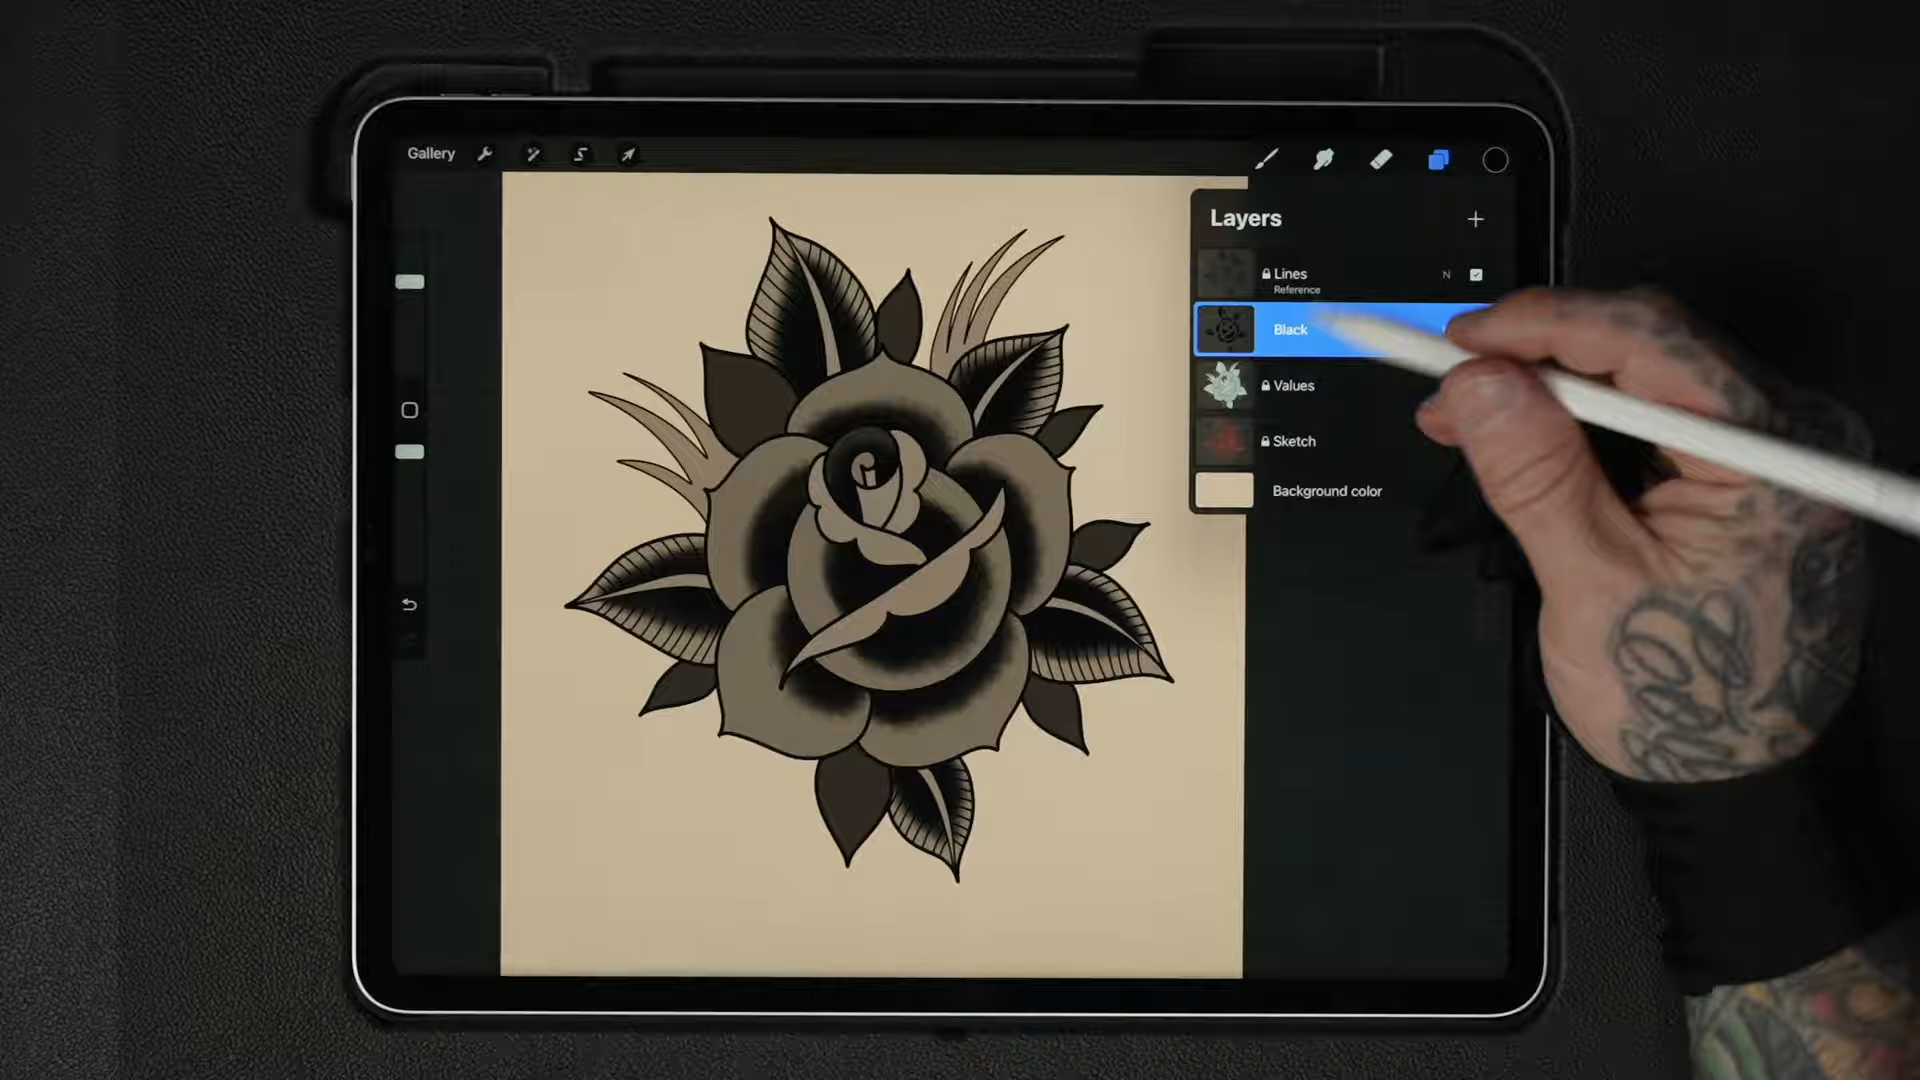 Gallery
Layers
Lines
N
Reference
Black
Values
Sketch
Background color